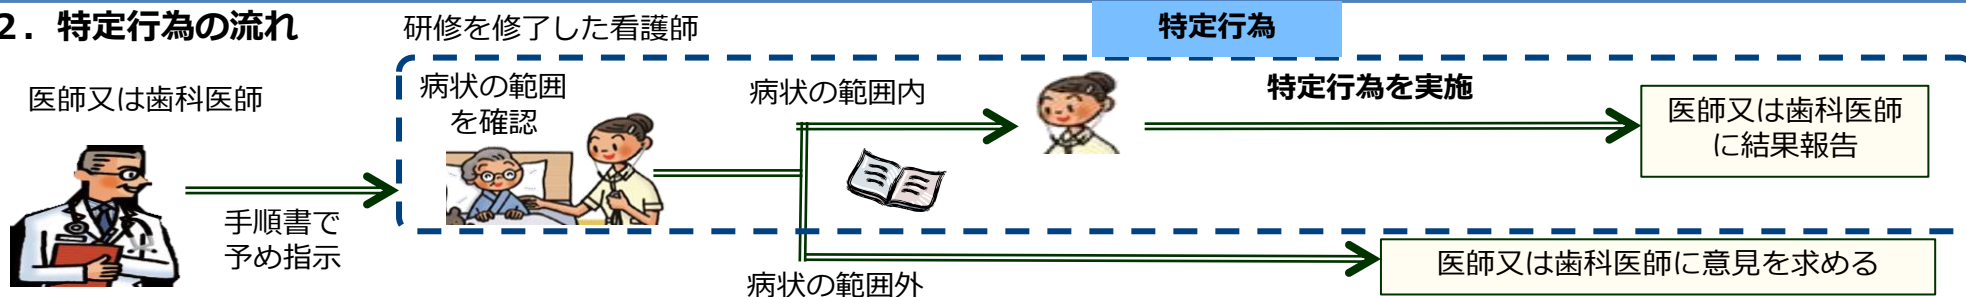 2．特定行為の流れ
研修を修了した看護師
特定行為
医師又は歯科医師
病状の範囲
を確認
病状の範囲内
特定行為を実施
医師又は歯科医師
に結果報告
手順書で
予め指示
病状の範囲外
医師又は歯科医師に意見を求める